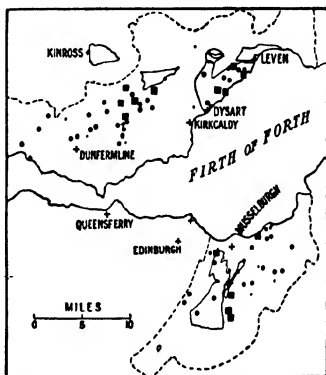 KINROSS
LEVEN
DYSART
KIRKCALDY
DUNFERMLINE
FIRTH OF FORTH
QUEENSFERRY
MUSSELBURGH
EDINBURGH
MILES
0 5 10